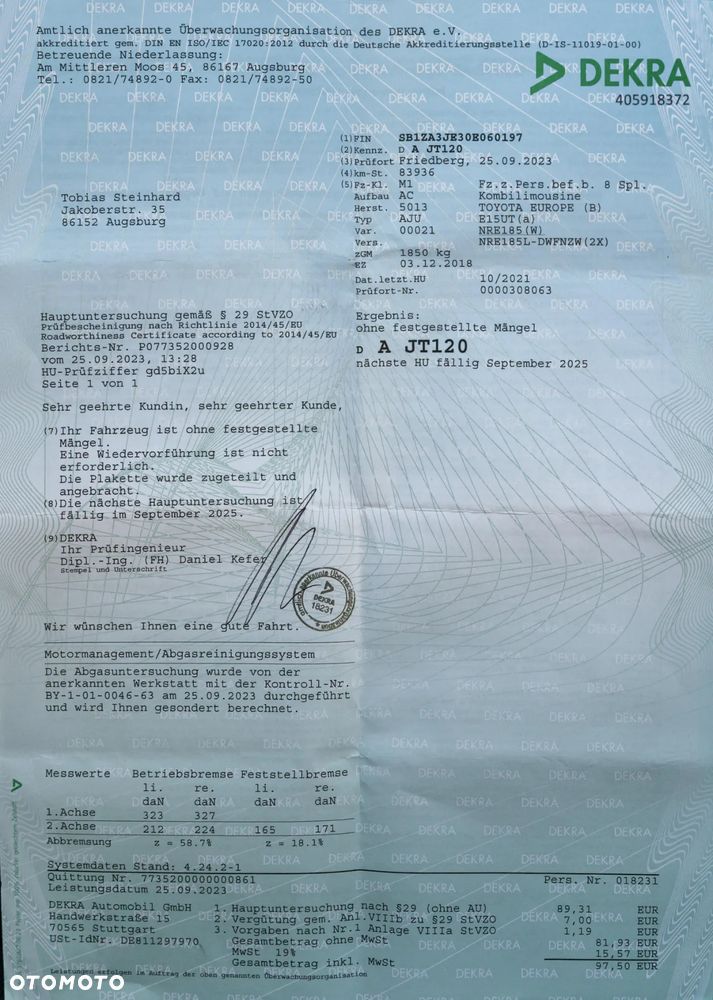 Amtlich anerkannte Überwachungsorganisation des DEKRA e.V.
akkreditiert gem. DIN EN ISO/IEC 17020:2012 durch die Deutsche Akkreditierungsstelle (D-IS-11019-01-00)
Betreuende Niederlassung:
Am Mittleren Moos 45, 86167 Augsburg
Tel.: 0821/74892-0 Fax: 0821/74892-50
DEKRA
405918372
(1) FIN SB1ZA3JE30E060197
(2) Kennz. D A JT120
(3) Prüfort Friedberg, 25.09.2023
(4) km-St. 83936
(5) Fz-Kl. M1 Fz.z.Pers.bef.b. 8 Spl.
Aufbau AC Kombilimousine
Herst. 5013 TOYOTA EUROPE (B)
Typ AJU E15UT(a)
Var. 00021 NRE185(W)
Vers. NRE185L-DWFNZW(2X)
zGM 1850 kg
EZ 03.12.2018
Dat.letzt.HU 10/2021
Prüfort-Nr. 0000308063
Tobias Steinhard
Jakoberstr. 35
86152 Augsburg
Hauptuntersuchung gemäß § 29 StVZO
Prüfbescheinigung nach Richtlinie 2014/45/EU
Roadworthiness Certificate according to 2014/45/EU
Berichts-Nr. P077352000928
vom 25.09.2023, 13:28
HU-Prüfziffer gd5biX2u
Seite 1 von 1
Ergebnis:
ohne festgestellte Mängel
D A JT120
nächste HU fällig September 2025
Sehr geehrte Kundin, sehr geehrter Kunde,
(7) Ihr Fahrzeug ist ohne festgestellte
Mängel.
Eine Wiedervorführung ist nicht
erforderlich.
Die Plakette wurde zugeteilt und
angebracht.
(8) Die nächste Hauptuntersuchung ist
fällig im September 2025.
(9) DEKRA
Ihr Prüfingenieur
Dipl.-Ing. (FH) Daniel Kefer
Stempel und Unterschrift
DEKRA
18231
Wir wünschen Ihnen eine gute Fahrt.
Motormanagement/Abgasreinigungssystem
Die Abgasuntersuchung wurde von der
anerkannten Werkstatt mit der Kontroll-Nr.
BY-1-01-0046-63 am 25.09.2023 durchgeführt
und wird Ihnen gesondert berechnet.
Messwerte Betriebsbremse Feststellbremse
li. re. li. re.
daN daN daN daN
1.Achse 323 327
2.Achse 212 224 165 171
Abbremsung z = 58.7% z = 18.1%
Systemdaten Stand: 4.24.2-1
Quittung Nr. 7735200000000861 Pers. Nr. 018231
Leistungsdatum 25.09.2023
DEKRA Automobil GmbH 1. Hauptuntersuchung nach §29 (ohne AU) 89,31 EUR
Handwerkstraße 15 2. Vergütung gem. Anl.VIIIb zu §29 StVZO 7,00 EUR
70565 Stuttgart 3. Vorgaben nach Nr.1 Anlage VIIIa StVZO 1,19 EUR
USt-IdNr. DE811297970 Gesamtbetrag ohne MwSt 81,93 EUR
MwSt 19% 15,57 EUR
Gesamtbetrag inkl. MwSt 97,50 EUR
Leistungen erfolgen im Auftrag der oben genannten Überwachungsorganisation
OTOMOTO